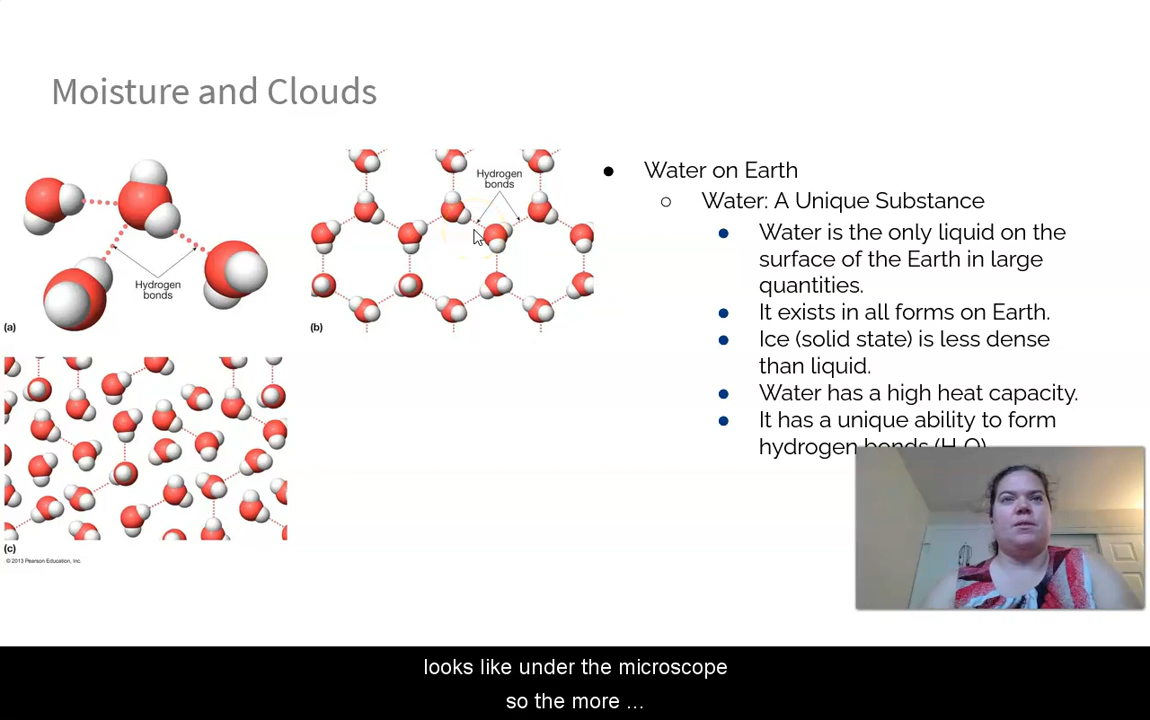 Moisture and Clouds
Hydrogen
bonds
(a)
Hydrogen
bonds
(b)
(c)
© 2013 Pearson Education, Inc.
● Water on Earth
○ Water: A Unique Substance
● Water is the only liquid on the
surface of the Earth in large
quantities.
● It exists in all forms on Earth.
● Ice (solid state) is less dense
than liquid.
● Water has a high heat capacity.
● It has a unique ability to form
hydrogen bonds (H₂O)
looks like under the microscope
so the more ...